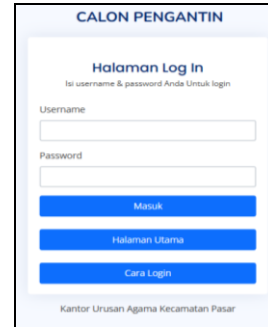 CALON PENGANTIN
Halaman Log In
Isi username & password Anda Untuk login
Username
Password
Masuk
Halaman Utama
Cara Login
Kantor Urusan Agama Kecamatan Pasar